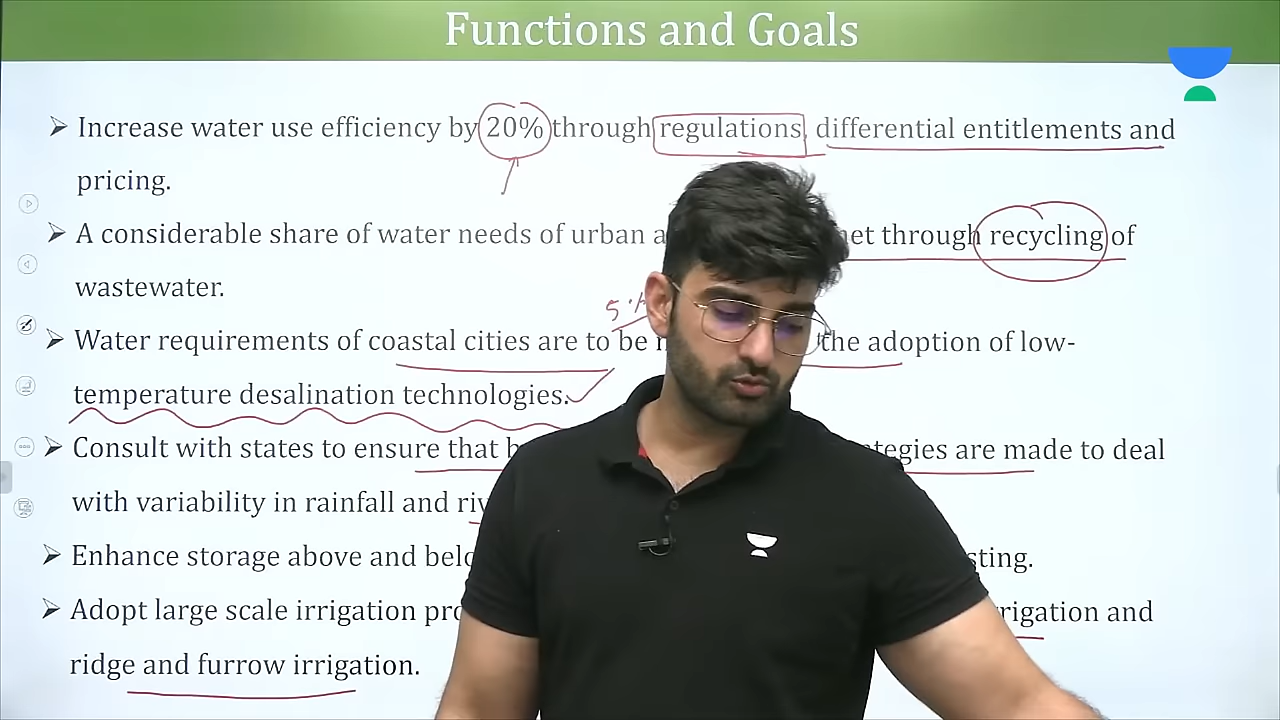 Functions and Goals
➢ Increase water use efficiency by 20% through regulations, differential entitlements and
pricing.
➢ A considerable share of water needs of urban a et through recycling of
wastewater.
➢ Water requirements of coastal cities are to be the adoption of low-
temperature desalination technologies.
➢ Consult with states to ensure that b tegies are made to deal
with variability in rainfall and riv
➢ Enhance storage above and belo sting.
➢ Adopt large scale irrigation pro rigation and
ridge and furrow irrigation.